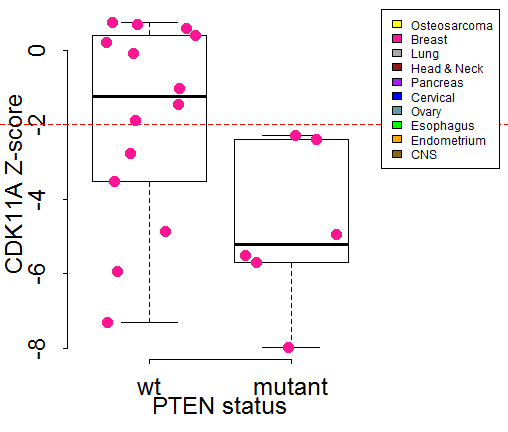 CDK11A Z-score
0
-2
-4
-6
-8
wt
mutant
PTEN status
Osteosarcoma
Breast
Lung
Head & Neck
Pancreas
Cervical
Ovary
Esophagus
Endometrium
CNS